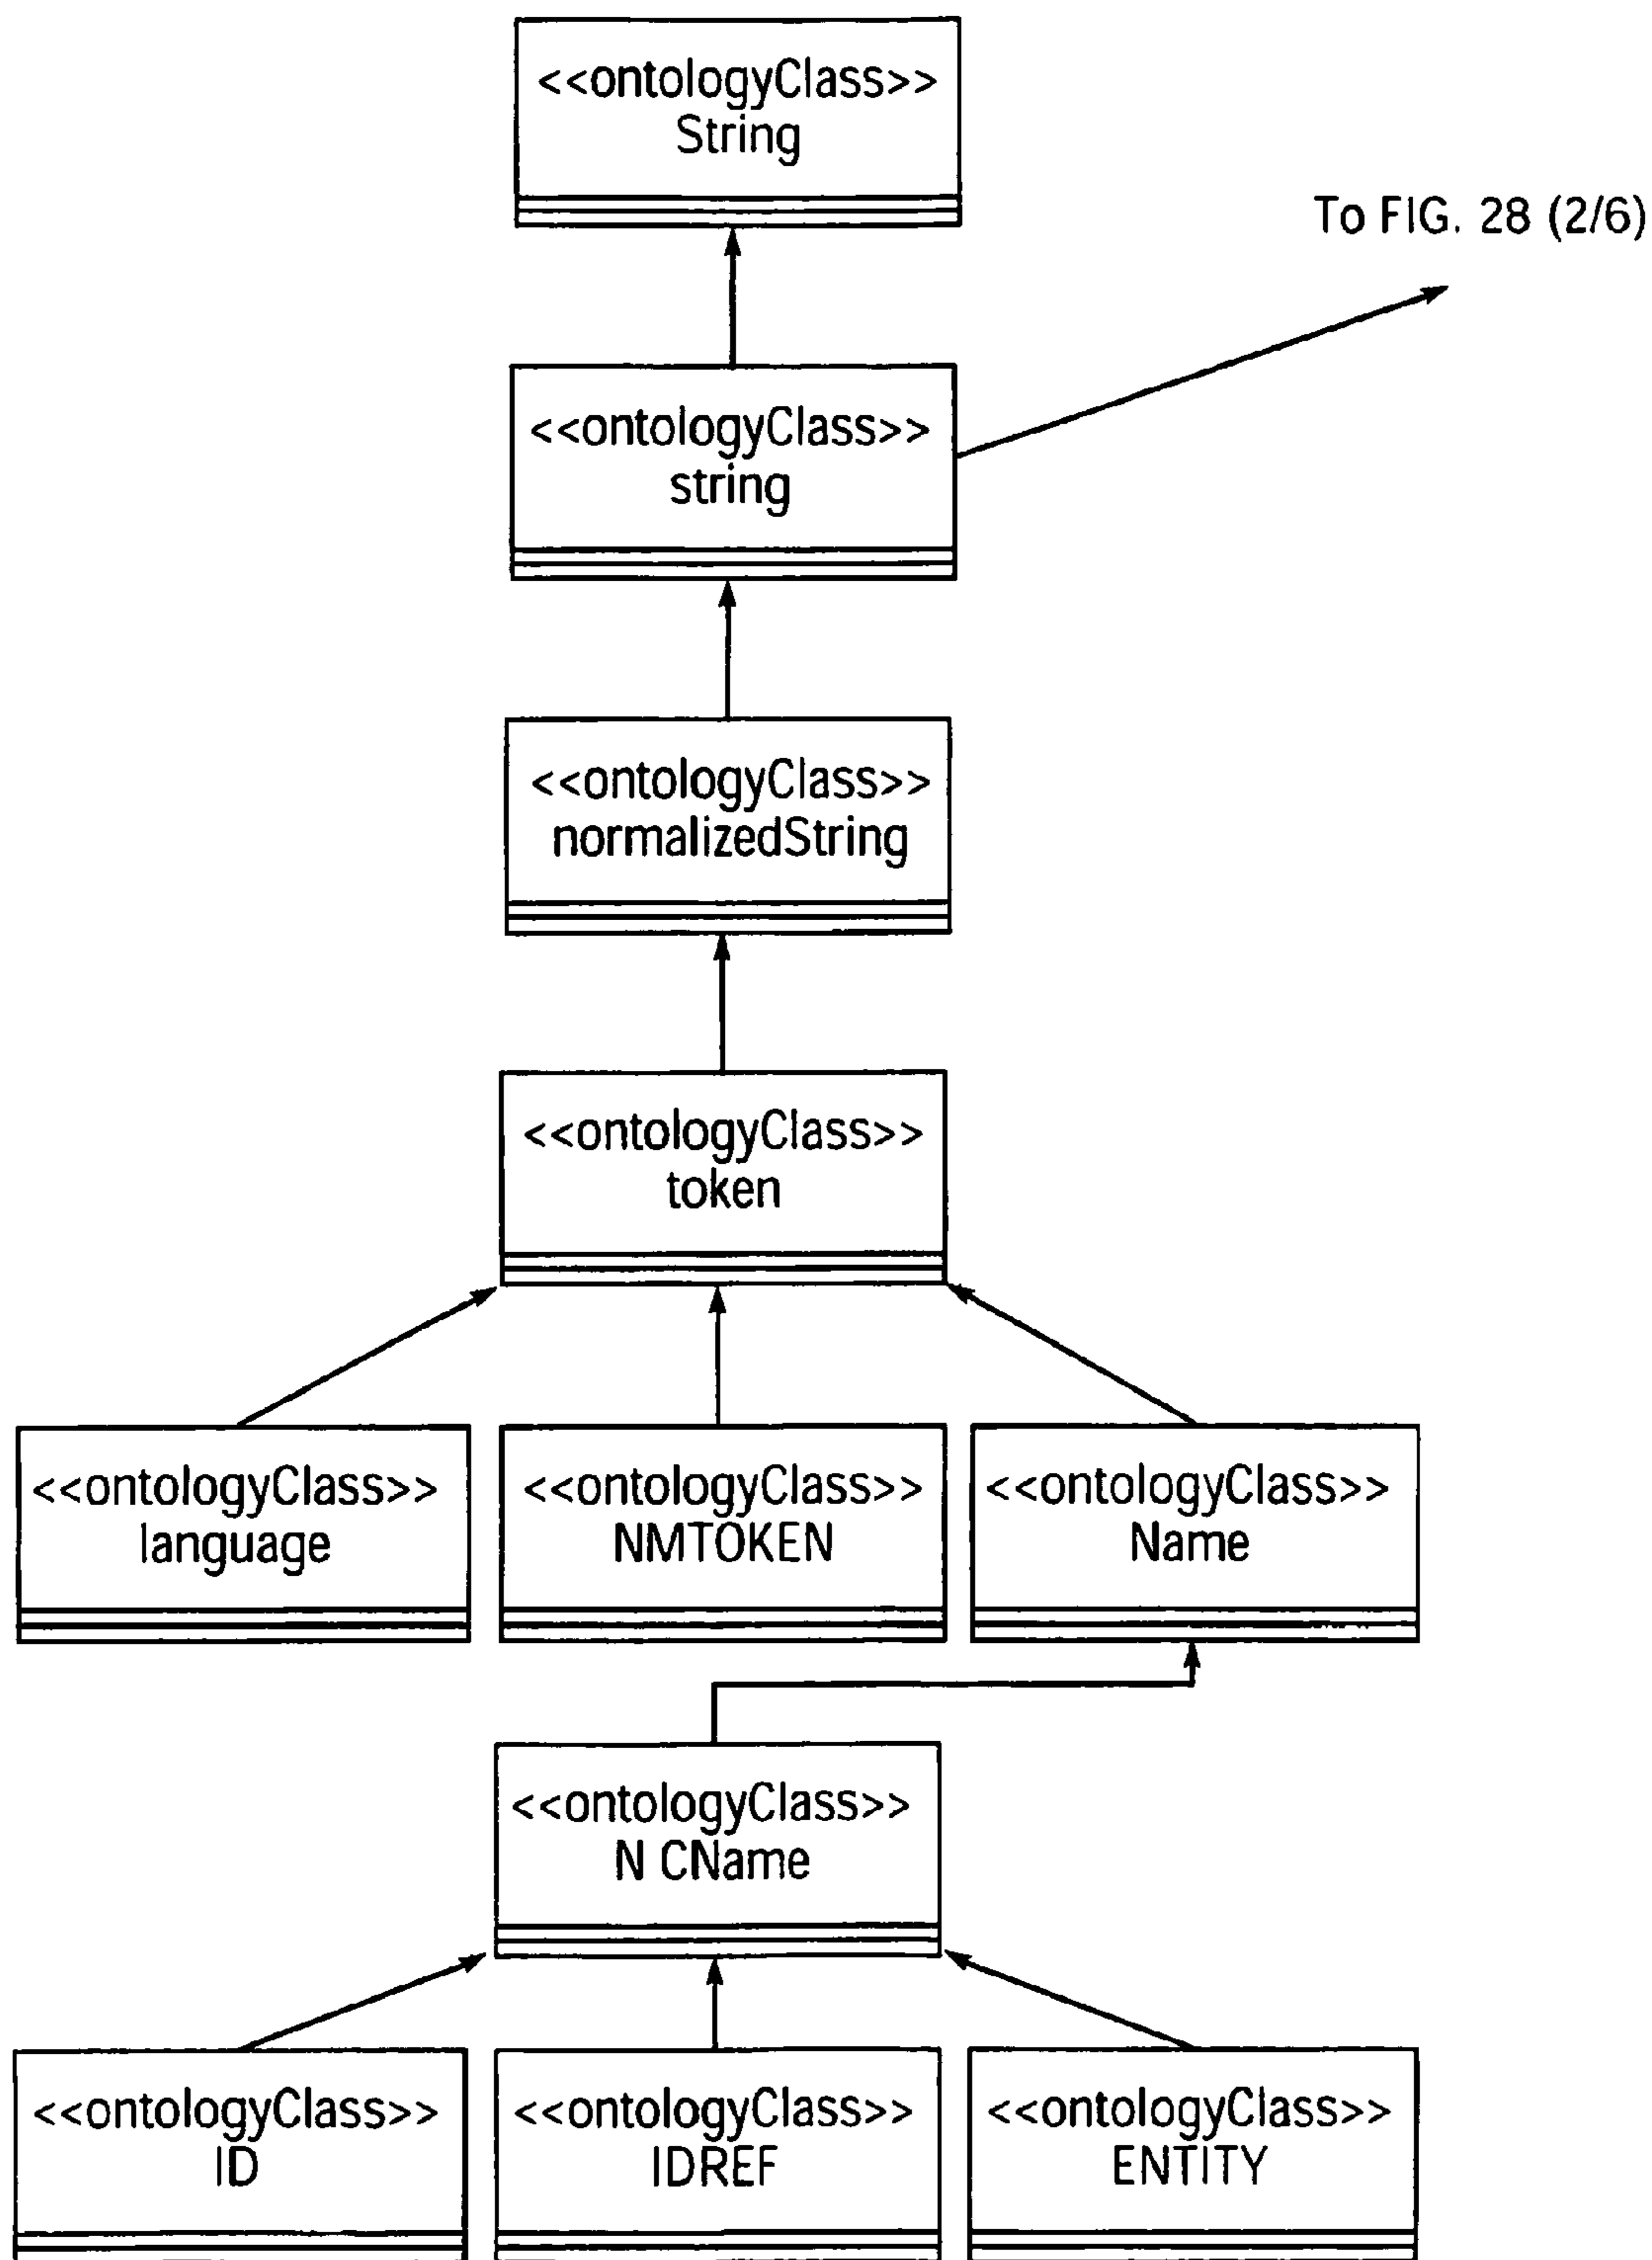 <<ontologyClass>>
String
To FIG. 28 (2/6)
<<ontologyClass>>
string
<<ontologyClass>>
normalizedString
<<ontologyClass>>
token
<<ontologyClass>>
language
<<ontologyClass>>
NMTOKEN
<<ontologyClass>>
Name
<<ontologyClass>>
N CName
<<ontologyClass>>
ID
<<ontologyClass>>
IDREF
<<ontologyClass>>
ENTITY